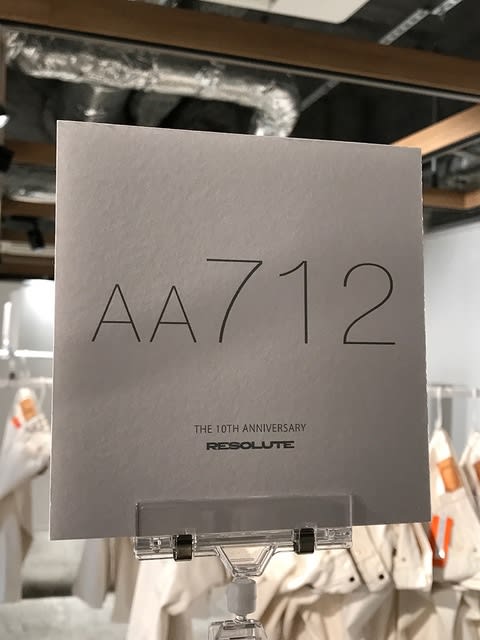 AA712
THE 10TH ANNIVERSARY
RESOLUTE